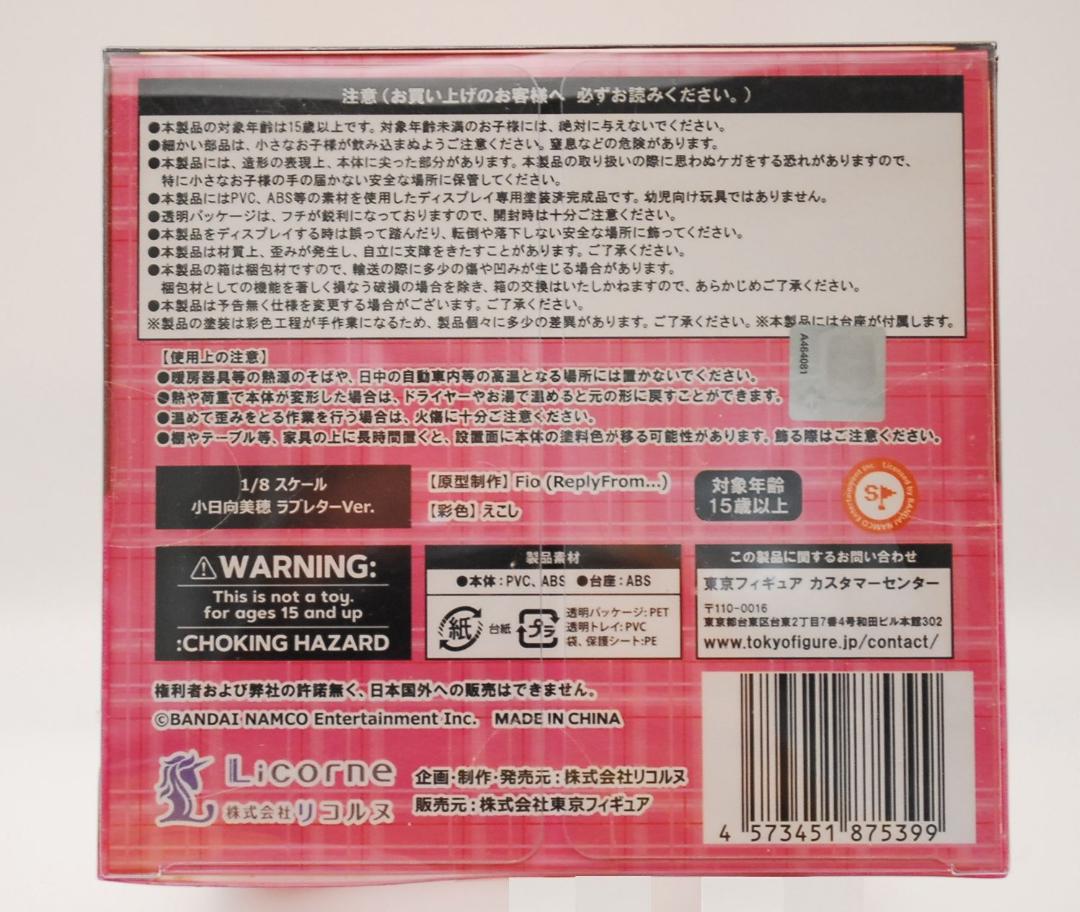 注意（お買い上げのお客様へ 必ずお読みください。）
●本製品の対象年齢は15歳以上です。対象年齢未満のお子様には、絶対に与えないでください。
●細かい部品は、小さなお子様が飲み込まぬようご注意ください。窒息などの危険があります。
●本製品には、造形の表現上、本体に尖った部分があります。本製品の取り扱いの際に思わぬケガをする恐れがありますので、
特に小さなお子様の手の届かない安全な場所に保管してください。
●本製品にはPVC、ABS等の素材を使用したディスプレイ専用塗装済完成品です。幼児向け玩具ではありません。
●透明パッケージは、フチが鋭利になっておりますので、開封時は十分ご注意ください。
●本製品をディスプレイする時は誤って踏んだり、転倒や落下しない安全な場所に飾ってください。
●本製品は材質上、歪みが発生し、自立に支障をきたすことがあります。ご了承ください。
●本製品の箱は梱包材ですので、輸送の際に多少の傷や凹みが生じる場合があります。
梱包材としての機能を著しく損なう破損の場合を除き、箱の交換はいたしかねますので、あらかじめご了承ください。
●本製品は予告無く仕様を変更する場合がございます。ご了承ください。
※製品の塗装は彩色工程が手作業になるため、製品個々に多少の差異があります。ご了承ください。※本製品には台座が付属します。
A464081
【使用上の注意】
●暖房器具等の熱源のそばや、日中の自動車内等の高温となる場所には置かないでください。
●熱や荷重で本体が変形した場合は、ドライヤーやお湯で温めると元の形に戻すことができます。
●温めて歪みをとる作業を行う場合は、火傷に十分ご注意ください。
●棚やテーブル等、家具の上に長時間置くと、設置面に本体の塗料色が移る可能性があります。飾る際はご注意ください。
1/8 スケール
小日向美穂 ラブレターVer.
【原型制作】Fio (ReplyFrom...)
【彩色】えこし
対象年齢
15歳以上
Licensed by BANDAI NAMCO Entertainment Inc.
⚠WARNING:
This is not a toy.
for ages 15 and up
:CHOKING HAZARD
製品素材
●本体：PVC、ABS ●台座：ABS
紙 台紙 プラ
透明パッケージ：PET
透明トレイ：PVC
袋、保護シート：PE
この製品に関するお問い合わせ
東京フィギュア カスタマーセンター
〒110-0016
東京都台東区台東2丁目7番4号和田ビル本館302
www.tokyofigure.jp/contact/
権利者および弊社の許諾無く、日本国外への販売はできません。
©BANDAI NAMCO Entertainment Inc. MADE IN CHINA
Licorne
株式会社リコルヌ
企画・制作・発売元：株式会社リコルヌ
販売元：株式会社東京フィギュア
4 573451 875399